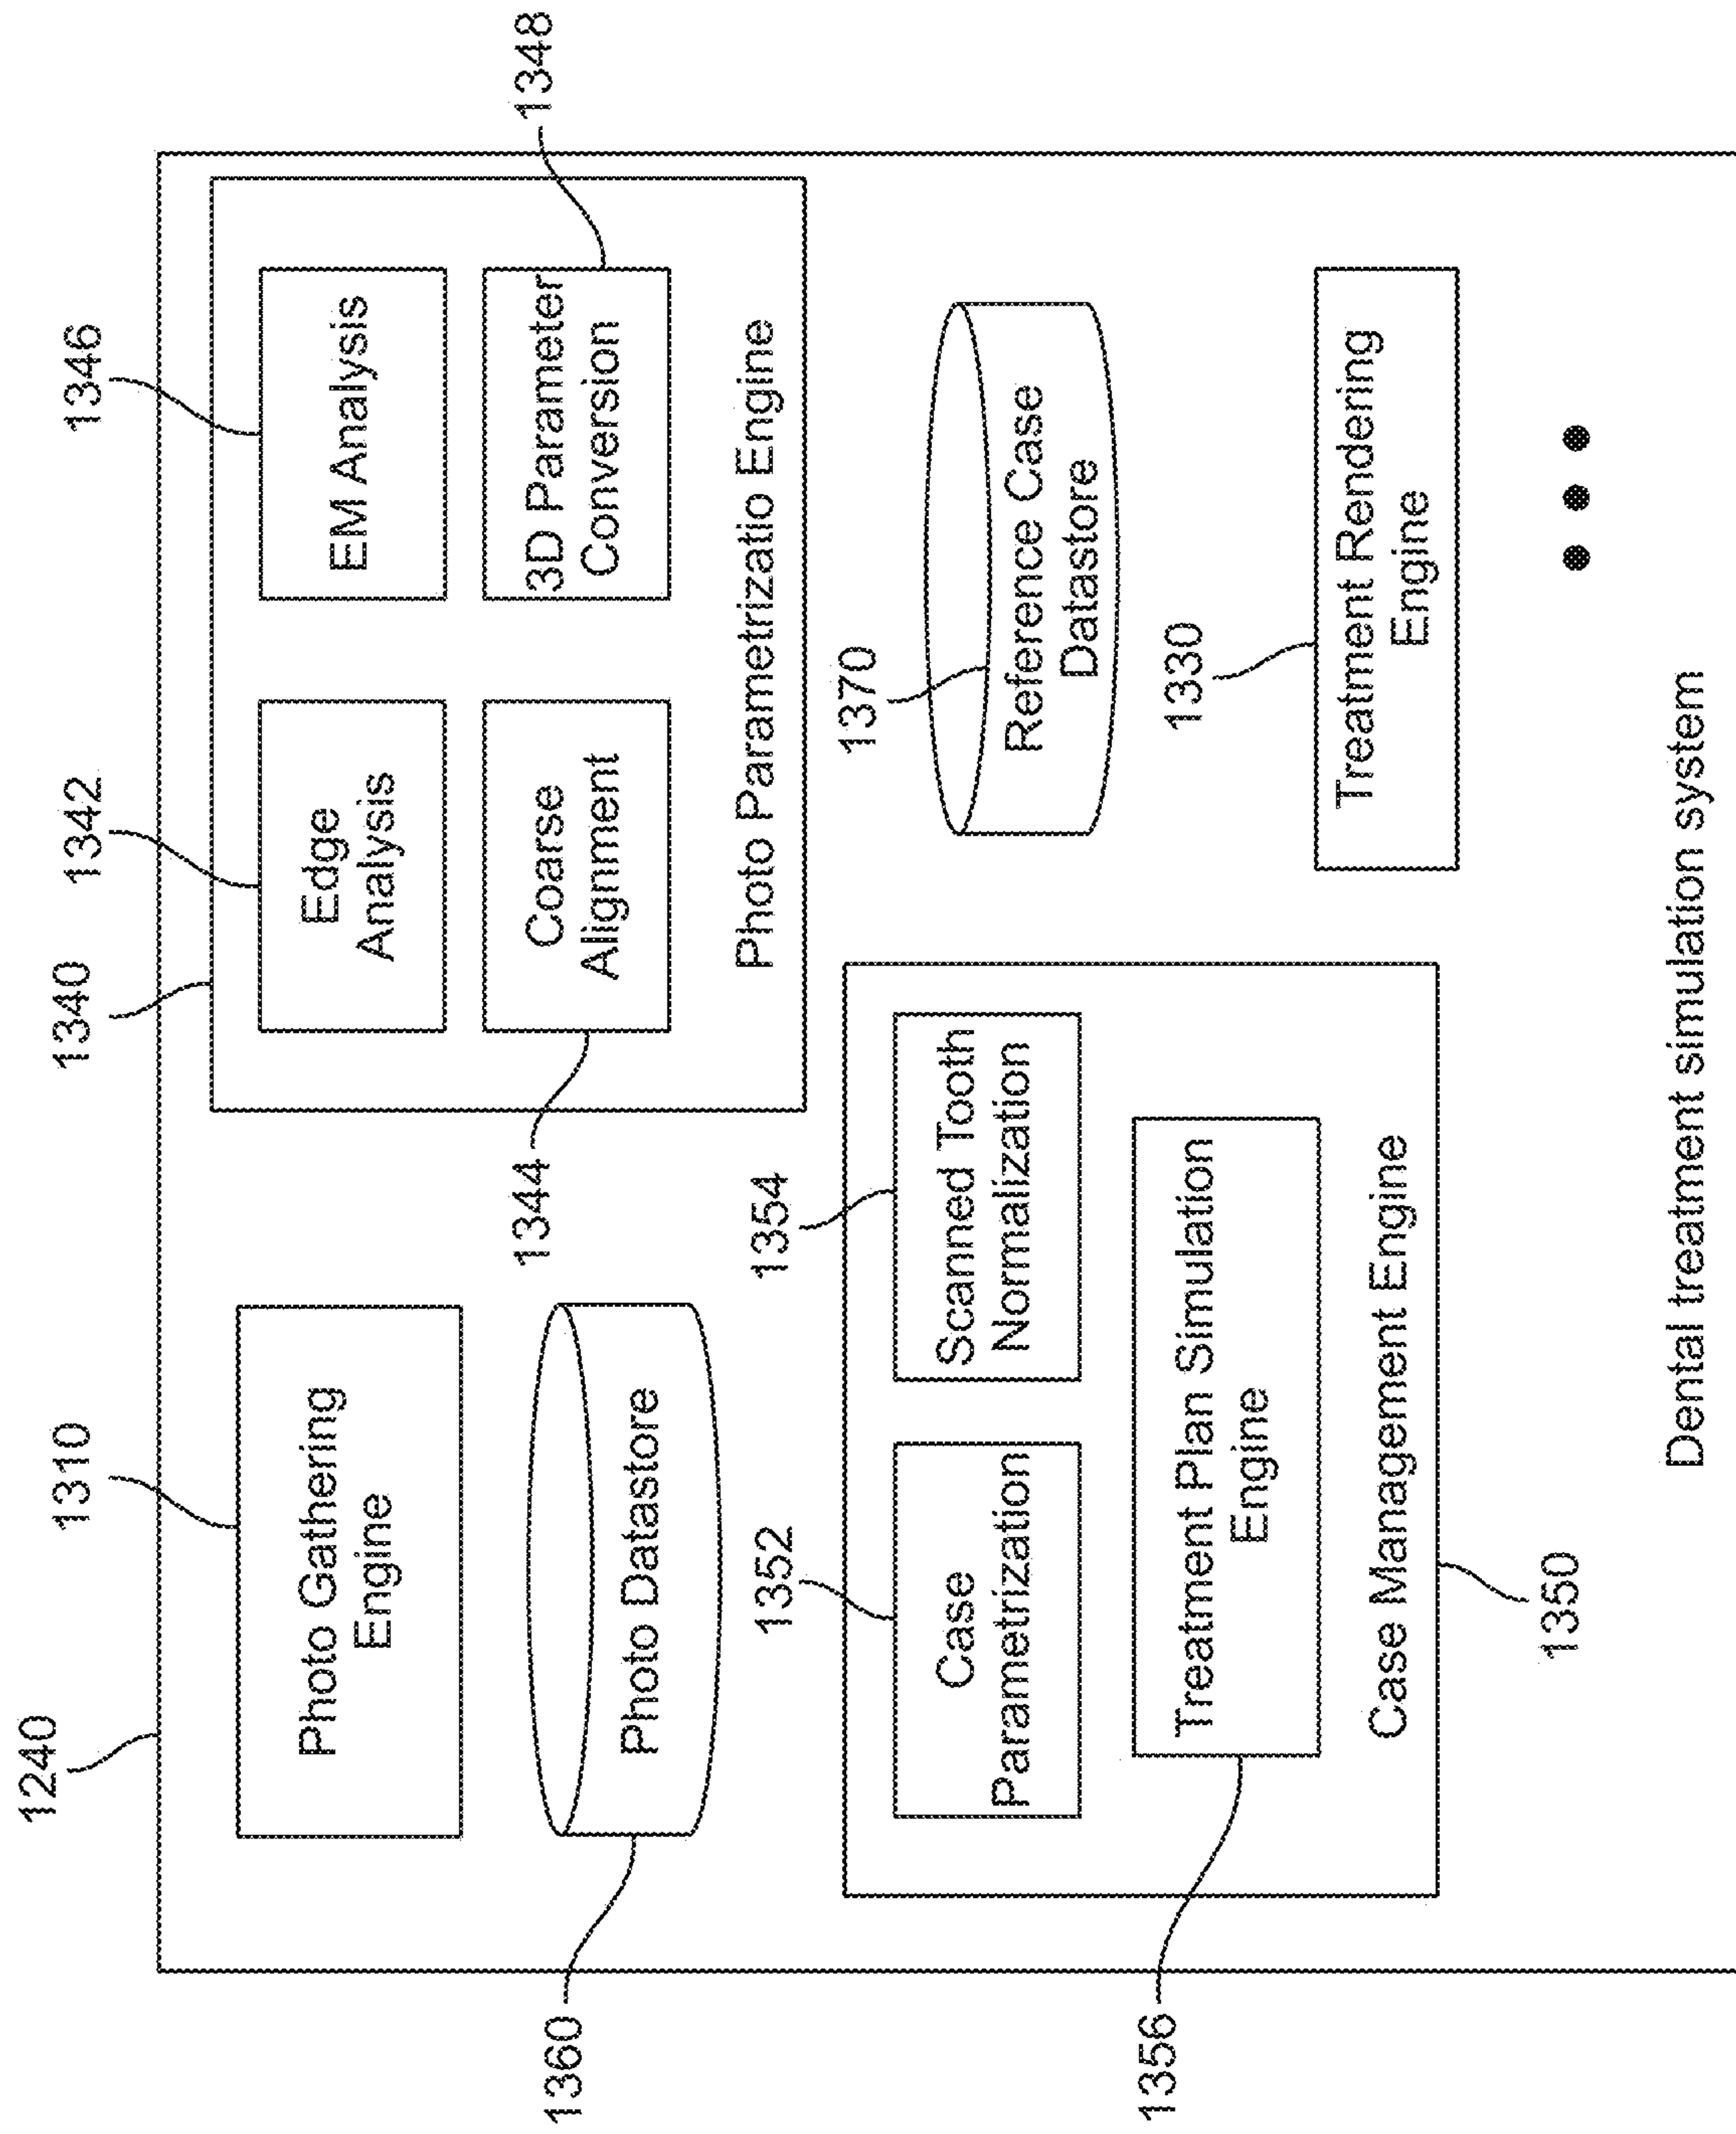 1240
1310
Photo Gathering
Engine
1360
Photo Datastore
1340
1342
Edge
Analysis
1346
EM Analysis
1344
Coarse
Alignment
1348
3D Parameter
Conversion
Photo Parametrizatio Engine
1352
Case
Parametrization
1354
Scanned Tooth
Normalization
1356
Treatment Plan Simulation
Engine
Case Management Engine
1350
1370
Reference Case
Datastore
1330
Treatment Rendering
Engine
Dental treatment simulation system